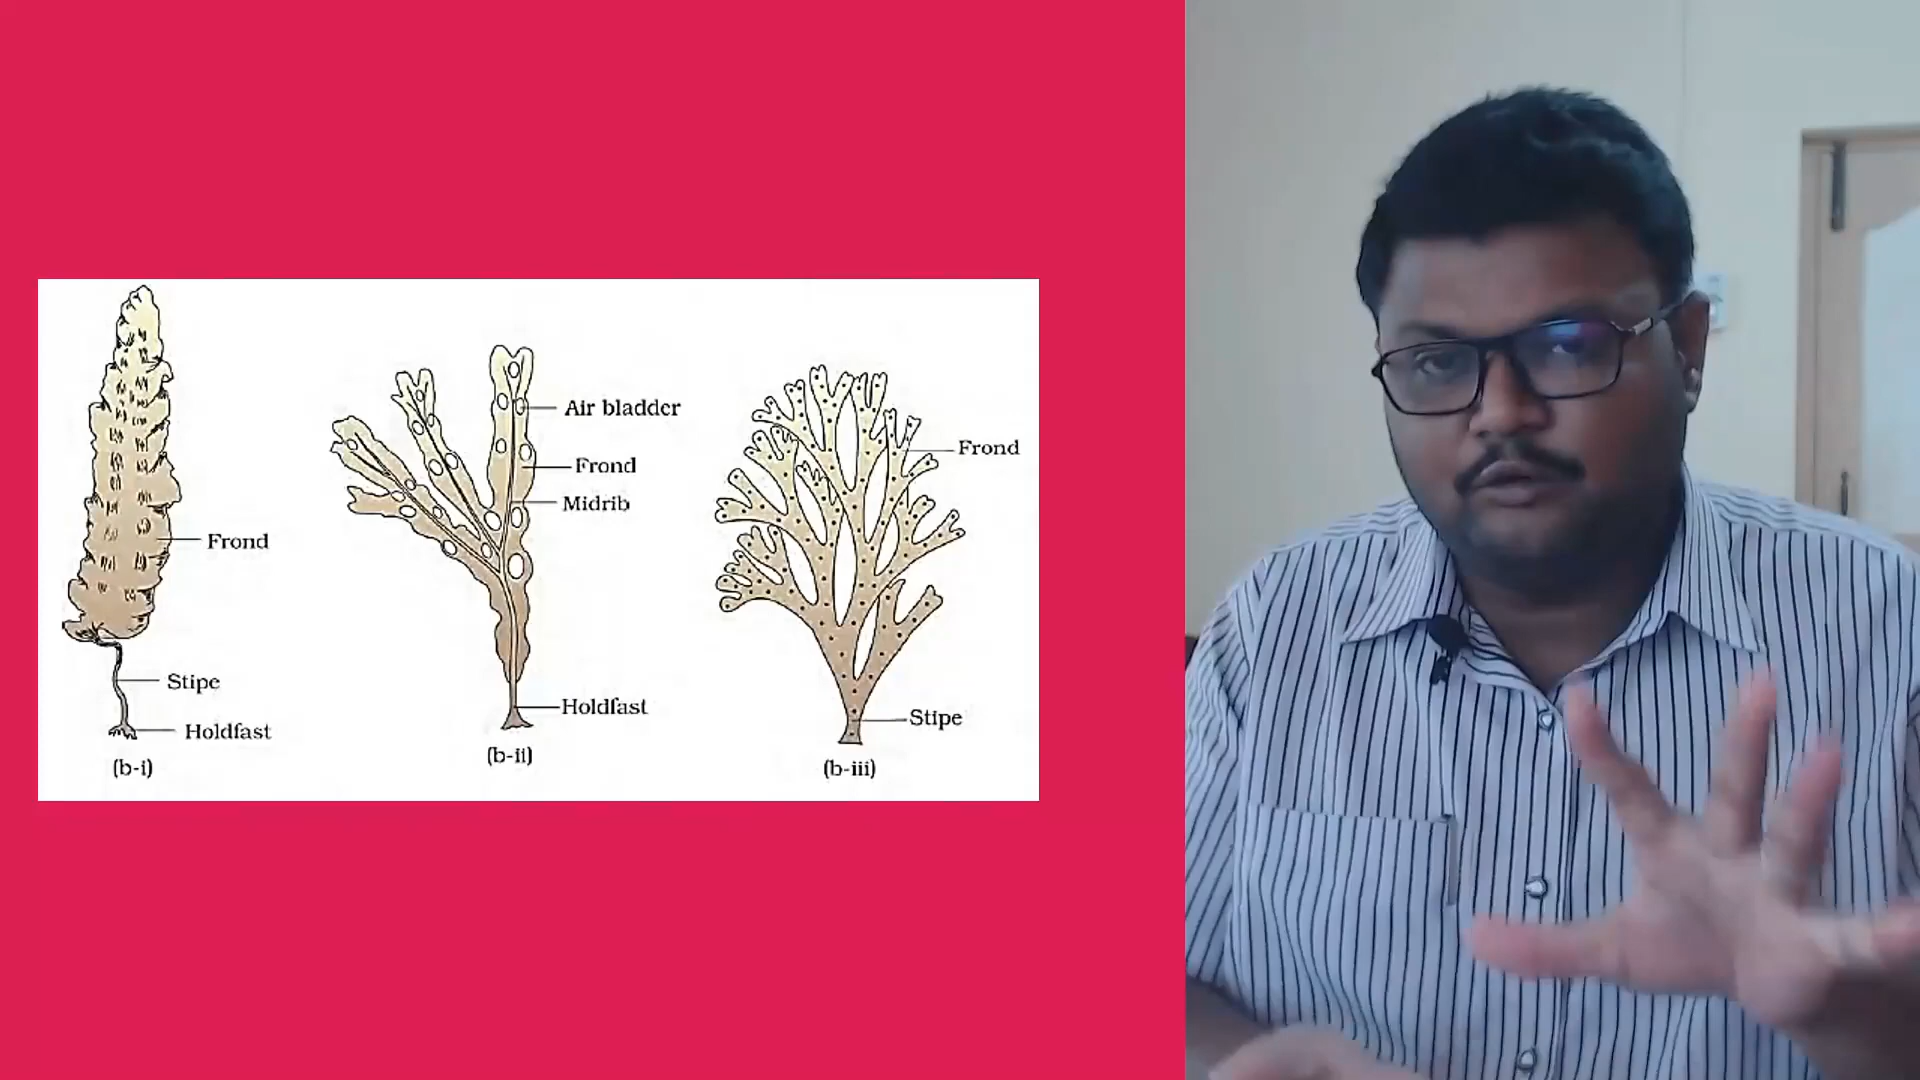 Frond
Stipe
Holdfast
(b-i)
Air bladder
Frond
Midrib
Holdfast
(b-ii)
Frond
Stipe
(b-iii)